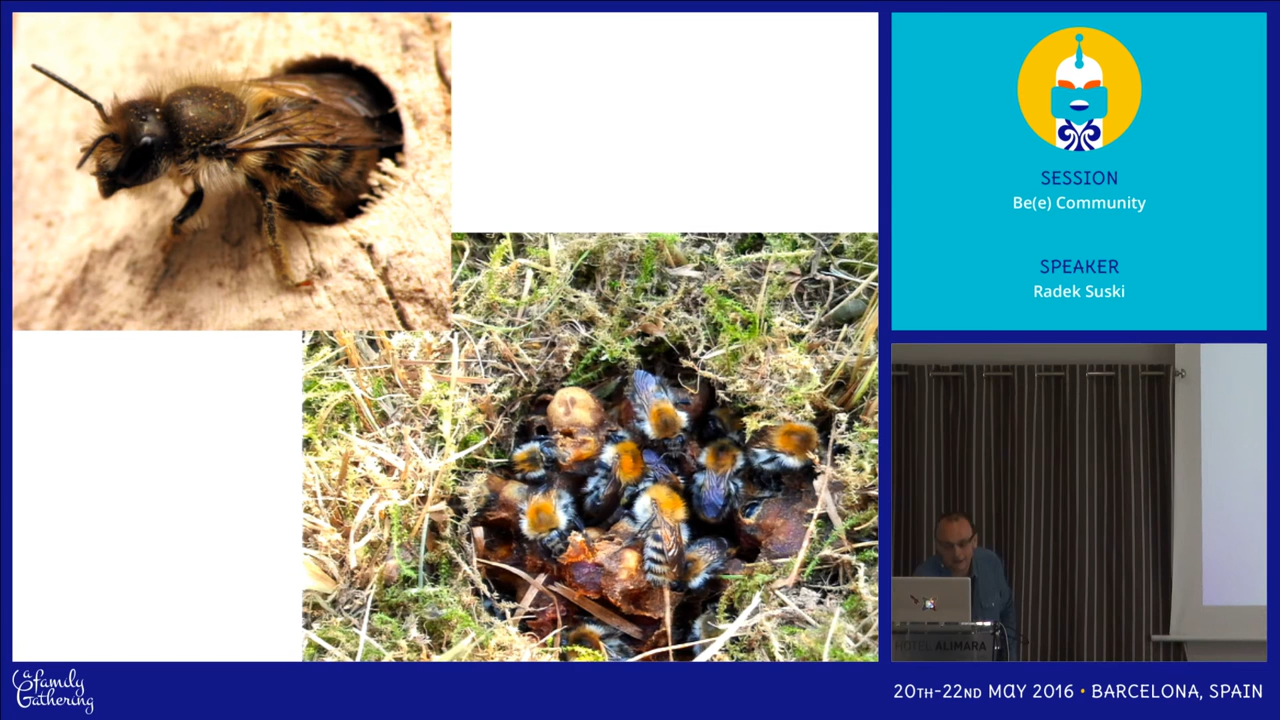 SESSION
Be(e) Community
SPEAKER
Radek Suski
HOTEL ALIMARA
a family
Gathering
20TH-22ND MAY 2016 • BARCELONA, SPAIN